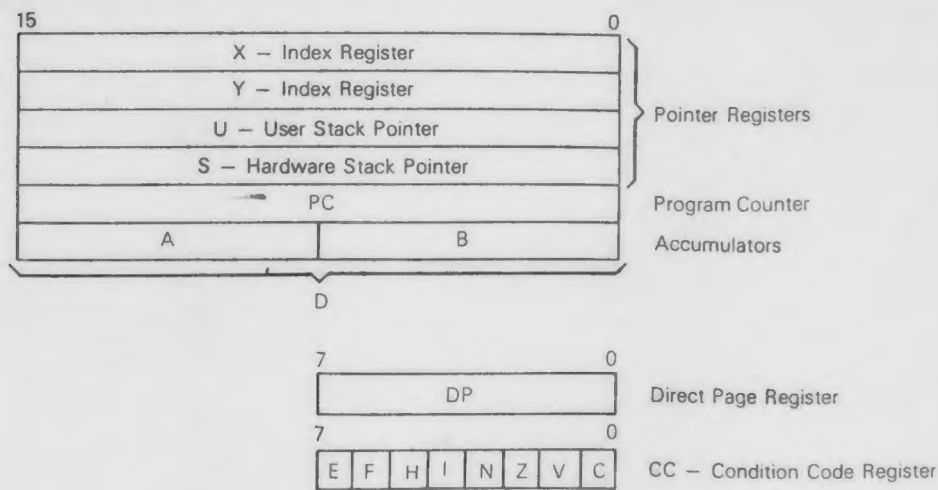 15 0
X – Index Register
Y – Index Register
U – User Stack Pointer
S – Hardware Stack Pointer
Pointer Registers
PC Program Counter
A B Accumulators
D
7 0
DP Direct Page Register
7 0
E F H I N Z V C CC – Condition Code Register